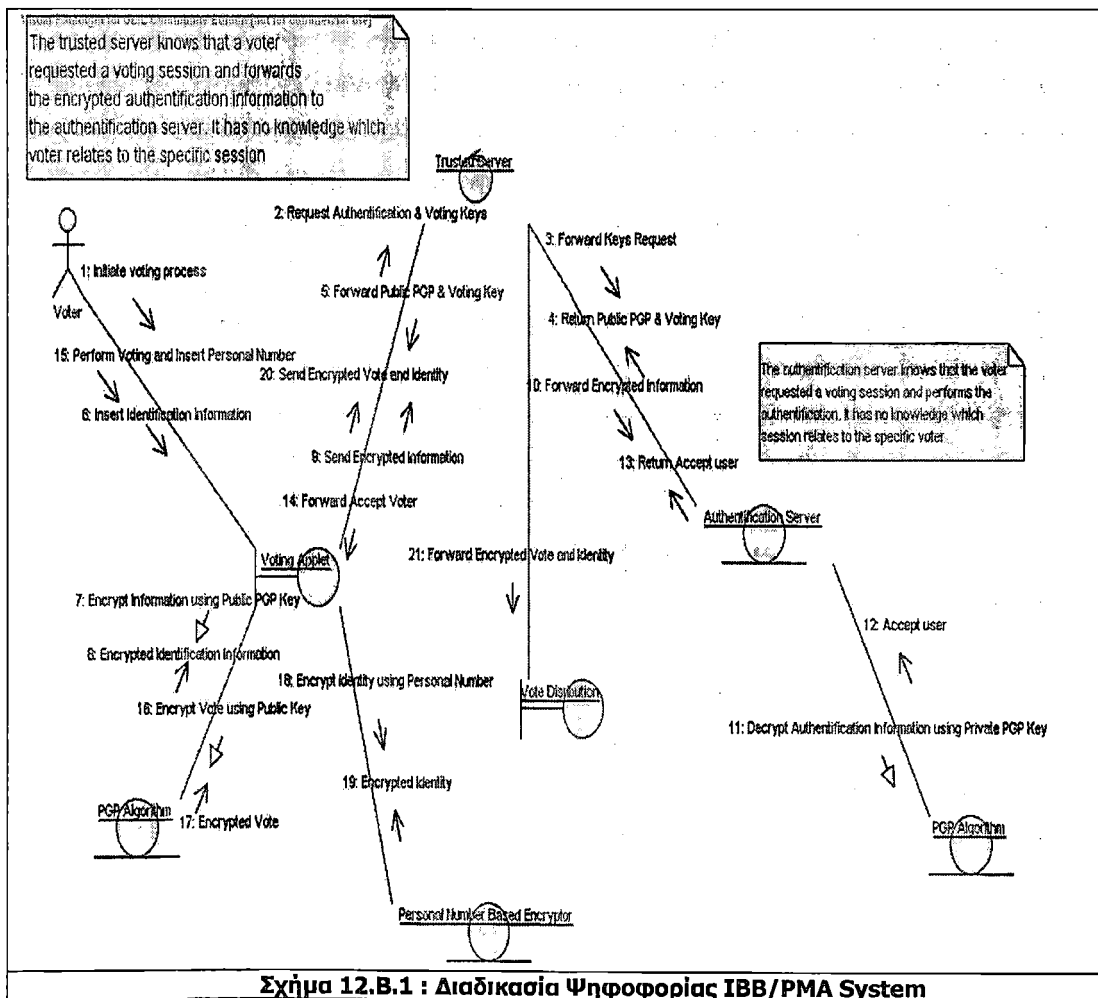 The trusted server knows that a voter
requested a voting session and forwards
the encrypted authentification information to
the authentification server. It has no knowledge which
voter relates to the specific session
Trusted Server
2: Request Authentification & Voting Keys
3: Forward Keys Request
1: Initiate voting process
5: Forward Public PGP & Voting Key
Voter
4: Return Public PGP & Voting Key
15: Perform Voting and Insert Personal Number
20: Send Encrypted Vote and Identity
The authentification server knows that the voter
requested a voting session and performs the
authentification. It has no knowledge which
session relates to the specific voter
10: Forward Encrypted Information
6: Insert Identification Information
9: Send Encrypted Information
13: Return Accept user
14: Forward Accept Voter
Authentification Server
Voting Applet
21: Forward Encrypted Vote and Identity
7: Encrypt Information using Public PGP Key
12: Accept user
8: Encrypted Identification Information
18: Encrypt Identity using Personal Number
Vote Disribution
16: Encrypt Vote using Public Key
11: Decrypt Authentification Information using Private PGP Key
19: Encrypted Identity
PGP Algorithm
17: Encrypted Vote
PGP Algorithm
Personal Number Based Encryptor
Σχήμα 12.Β.1 : Διαδικασία Ψηφοφορίας IBB/PMA System